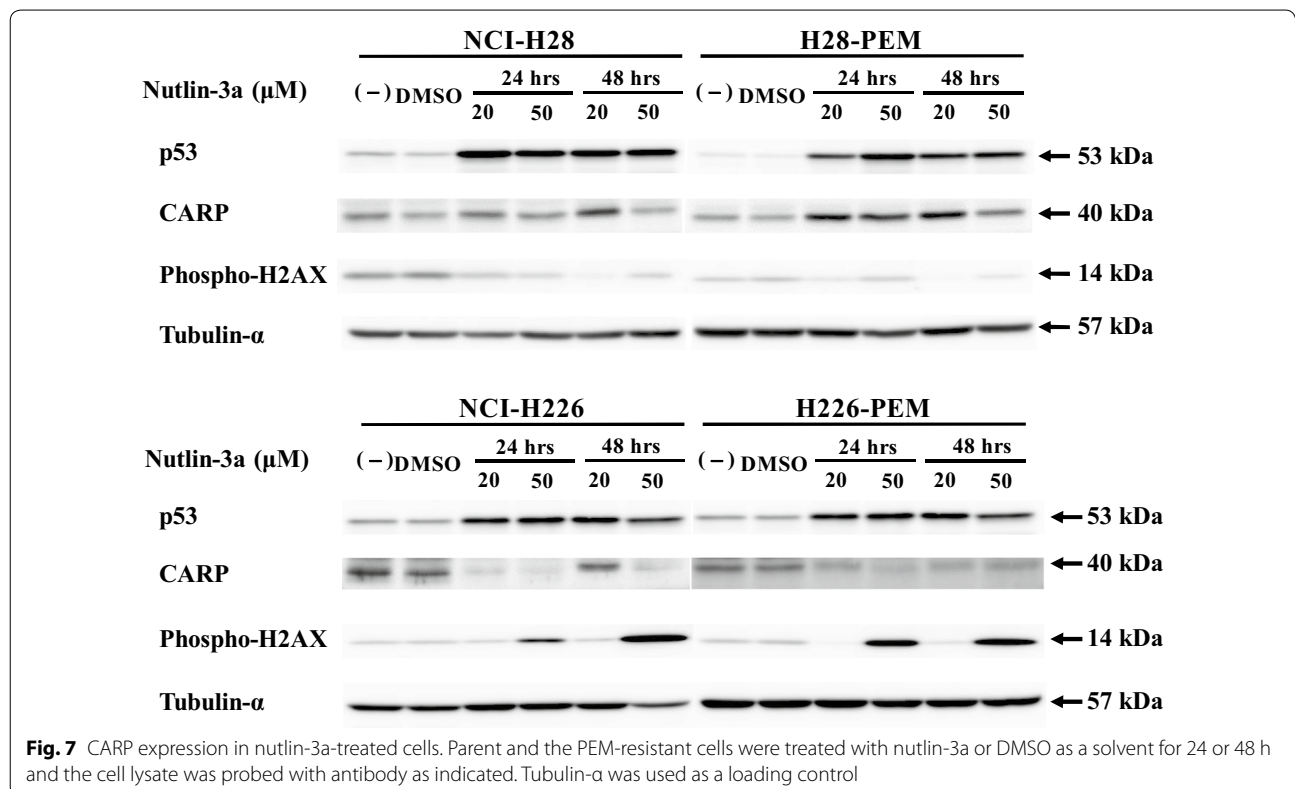 NCI-H28 H28-PEM
24 hrs 48 hrs 24 hrs 48 hrs
Nutlin-3a (μM) (−) DMSO (−) DMSO
20 50 20 50 20 50 20 50
p53 53 kDa
CARP 40 kDa
Phospho-H2AX 14 kDa
Tubulin-α 57 kDa
NCI-H226 H226-PEM
24 hrs 48 hrs 24 hrs 48 hrs
Nutlin-3a (μM) (−) DMSO (−) DMSO
20 50 20 50 20 50 20 50
p53 53 kDa
CARP 40 kDa
Phospho-H2AX 14 kDa
Tubulin-α 57 kDa
Fig. 7 CARP expression in nutlin-3a-treated cells. Parent and the PEM-resistant cells were treated with nutlin-3a or DMSO as a solvent for 24 or 48 h
and the cell lysate was probed with antibody as indicated. Tubulin-α was used as a loading control